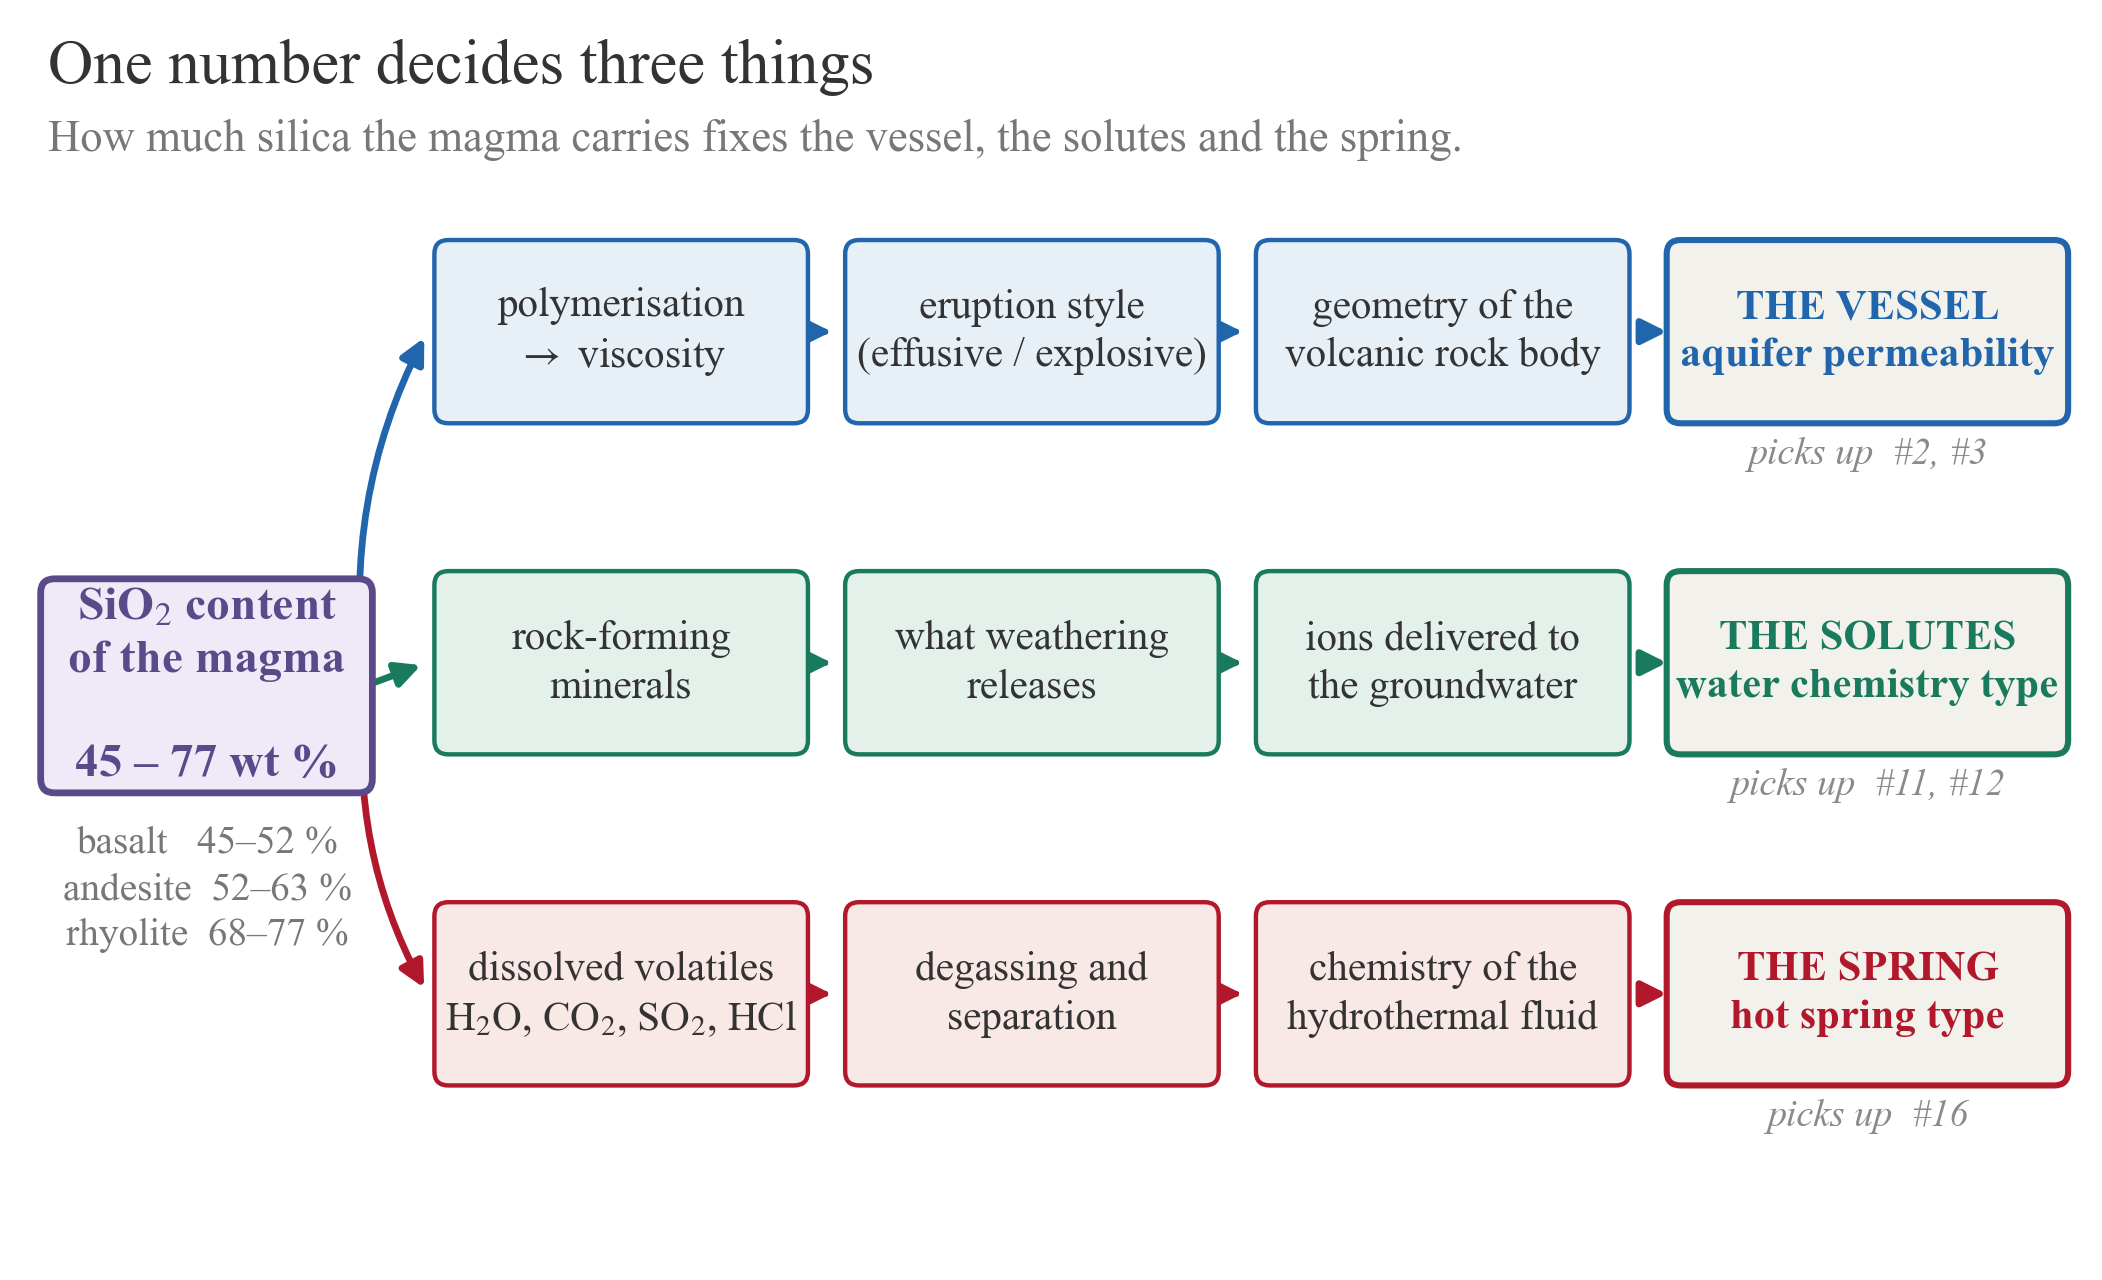 One number decides three things
How much silica the magma carries fixes the vessel, the solutes and the spring.
polymerisation
→ viscosity
eruption style
(effusive / explosive)
geometry of the
volcanic rock body
THE VESSEL
aquifer permeability
picks up #2, #3
SiO₂ content
of the magma
45 – 77 wt %
basalt 45–52 %
andesite 52–63 %
rhyolite 68–77 %
rock-forming
minerals
what weathering
releases
ions delivered to
the groundwater
THE SOLUTES
water chemistry type
picks up #11, #12
dissolved volatiles
H₂O, CO₂, SO₂, HCl
degassing and
separation
chemistry of the
hydrothermal fluid
THE SPRING
hot spring type
picks up #16